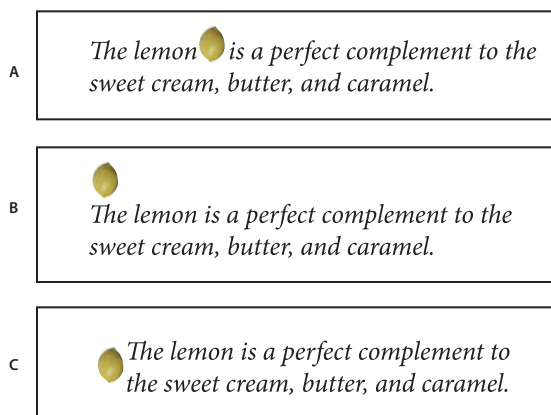 A
The lemon is a perfect complement to the
sweet cream, butter, and caramel.
B
The lemon is a perfect complement to the
sweet cream, butter, and caramel.
C
The lemon is a perfect complement to
the sweet cream, butter, and caramel.